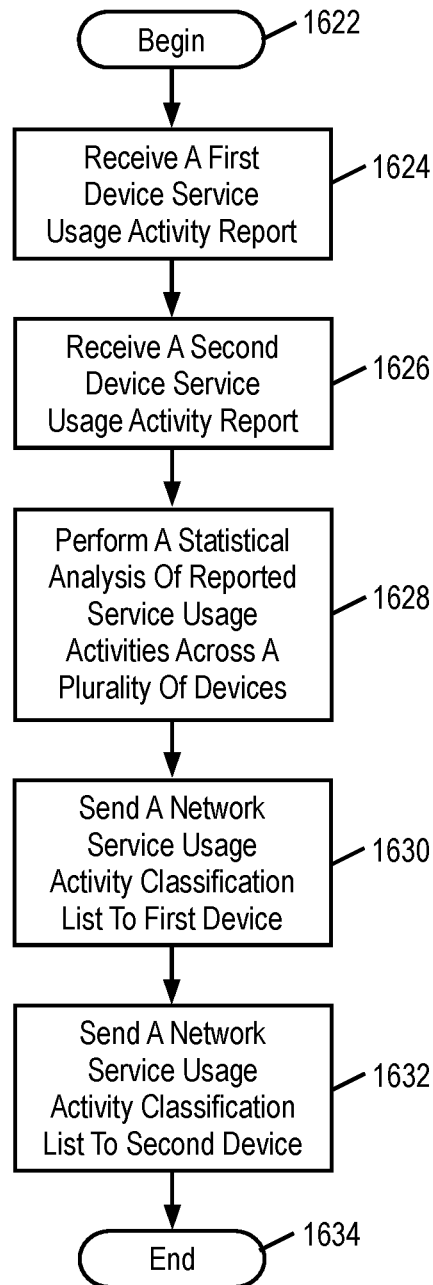 Begin
1622
Receive A First
Device Service
Usage Activity Report
1624
Receive A Second
Device Service
Usage Activity Report
1626
Perform A Statistical
Analysis Of Reported
Service Usage
Activities Across A
Plurality Of Devices
1628
Send A Network
Service Usage
Activity Classification
List To First Device
1630
Send A Network
Service Usage
Activity Classification
List To Second Device
1632
End
1634